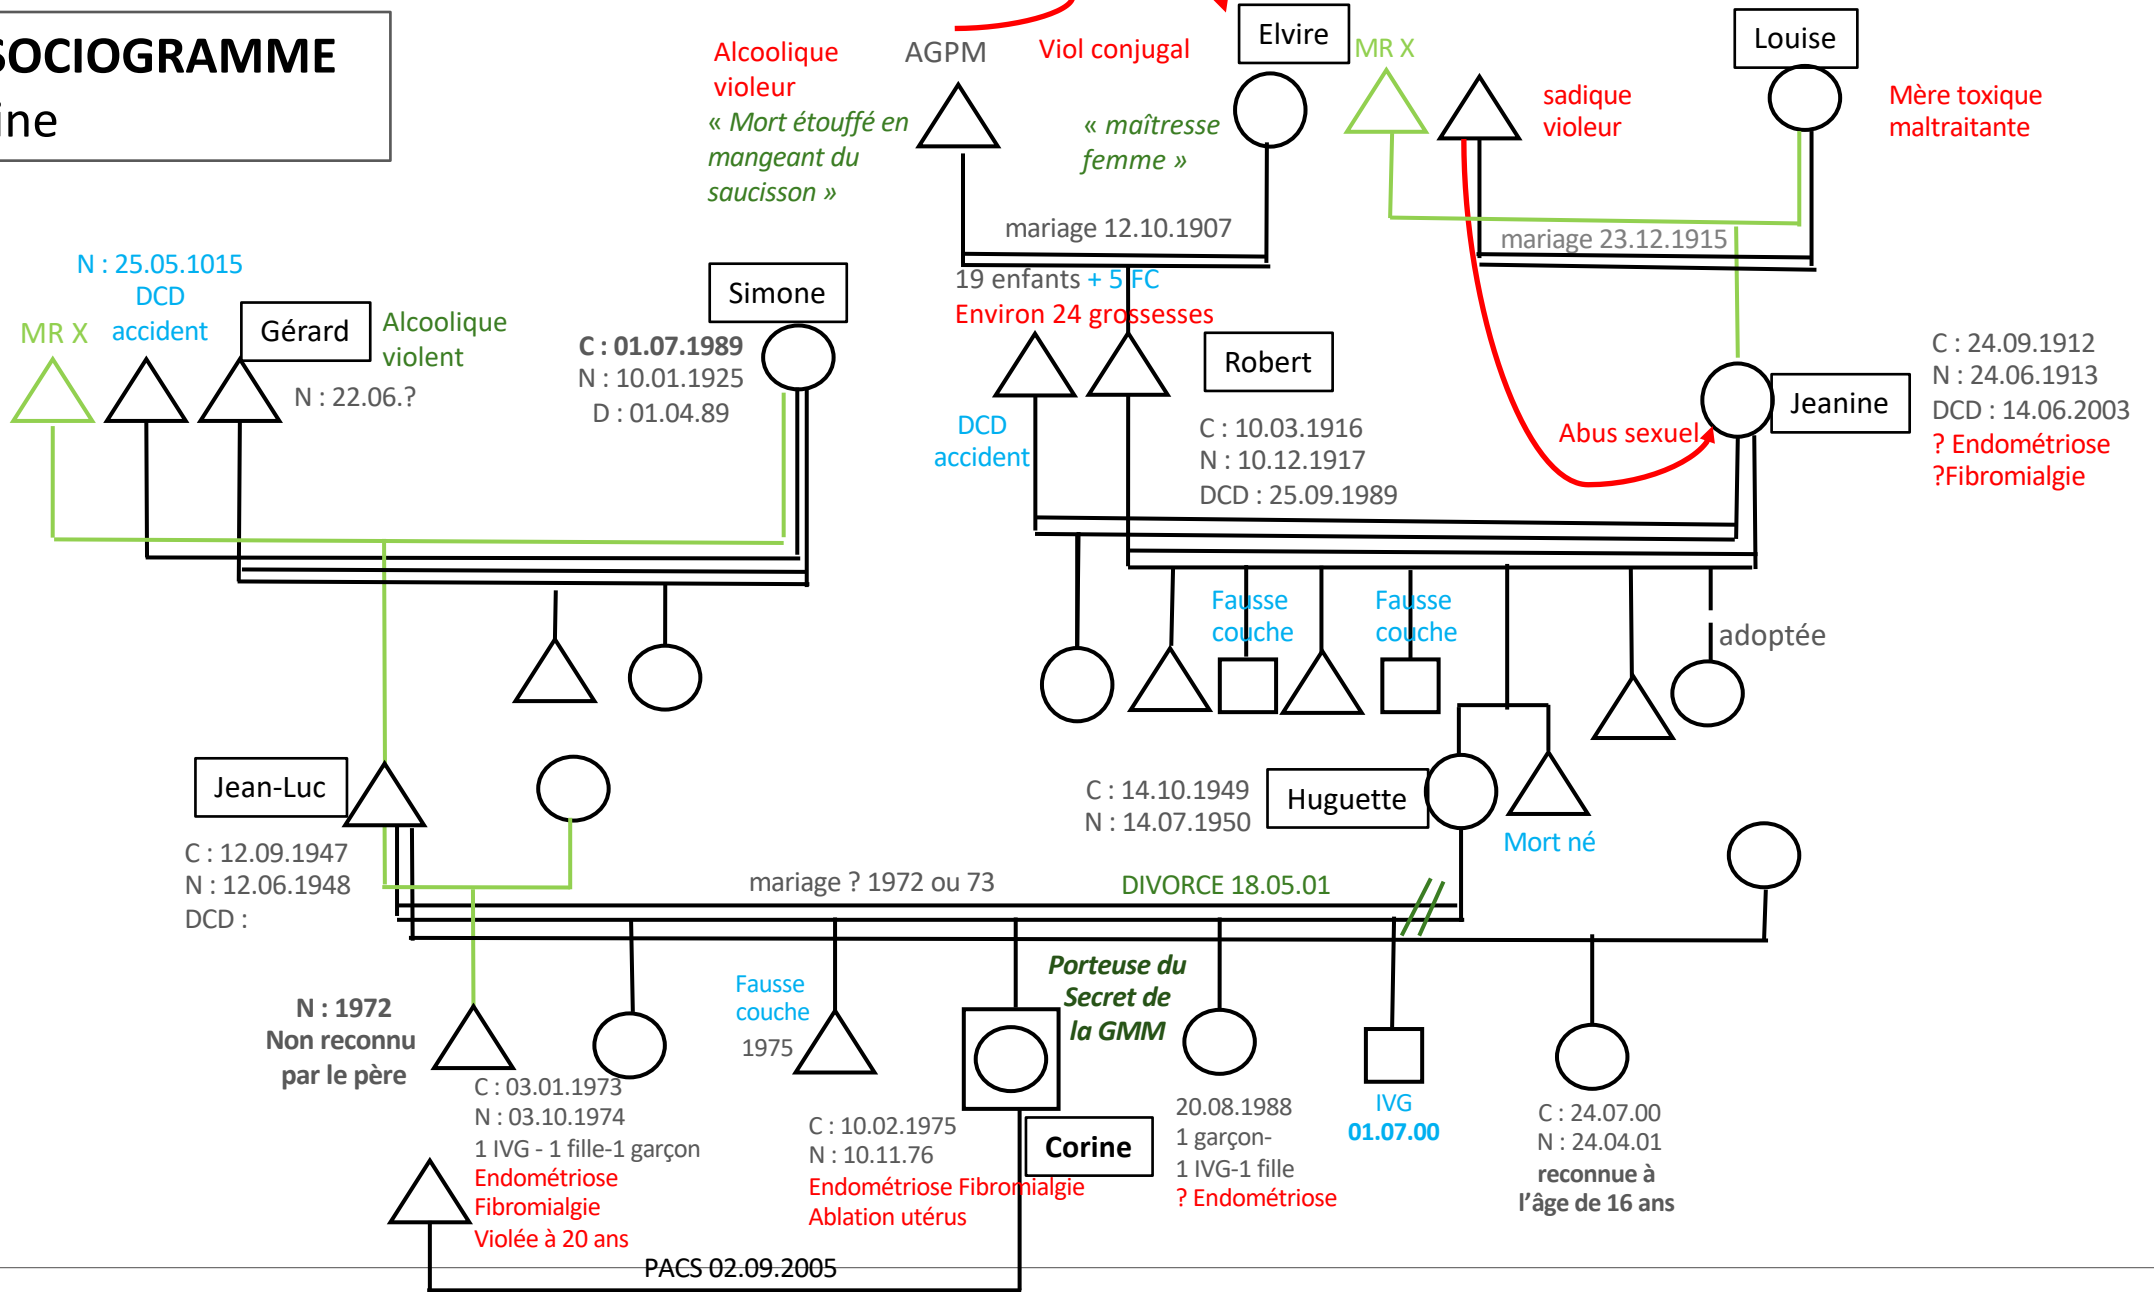 SOCIOGRAMME
ine
Alcoolique
violeur
« Mort étouffé en
mangeant du
saucisson »
AGPM
Viol conjugal
« maîtresse
femme »
Elvire
MR X
sadique
violeur
Louise
Mère toxique
maltraitante
mariage 12.10.1907
mariage 23.12.1915
19 enfants + 5 FC
Environ 24 grossesses
N : 25.05.1015
DCD
accident
MR X
Gérard
Alcoolique
violent
N : 22.06.?
Simone
C : 01.07.1989
N : 10.01.1925
D : 01.04.89
DCD
accident
Robert
C : 10.03.1916
N : 10.12.1917
DCD : 25.09.1989
Abus sexuel
Jeanine
C : 24.09.1912
N : 24.06.1913
DCD : 14.06.2003
? Endométriose
?Fibromialgie
Fausse
couche
Fausse
couche
adoptée
Jean-Luc
C : 12.09.1947
N : 12.06.1948
DCD :
C : 14.10.1949
N : 14.07.1950
Huguette
Mort né
mariage ? 1972 ou 73
DIVORCE 18.05.01
N : 1972
Non reconnu
par le père
C : 03.01.1973
N : 03.10.1974
1 IVG - 1 fille-1 garçon
Endométriose
Fibromialgie
Violée à 20 ans
Fausse
couche
1975
C : 10.02.1975
N : 10.11.76
Endométriose Fibromialgie
Ablation utérus
Porteuse du
Secret de
la GMM
Corine
20.08.1988
1 garçon-
1 IVG-1 fille
? Endométriose
IVG
01.07.00
C : 24.07.00
N : 24.04.01
reconnue à
l'âge de 16 ans
PACS 02.09.2005